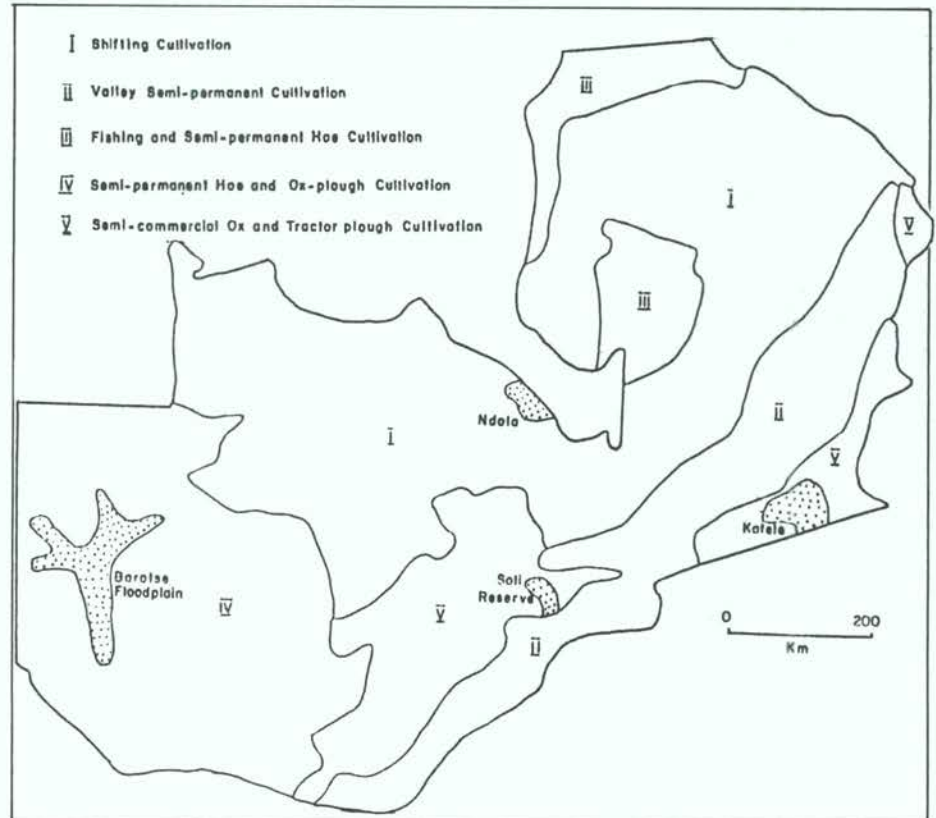 I Shifting Cultivation
II Valley Semi-permanent Cultivation
III Fishing and Semi-permanent Hoe Cultivation
IV Semi-permanent Hoe and Ox-plough Cultivation
V Semi-commercial Ox and Tractor plough Cultivation
III
I
V
III
Ndola
I
II
V
Katete
Barotse
Floodplain
IV
V
Soli
Reserve
II
0 200
Km